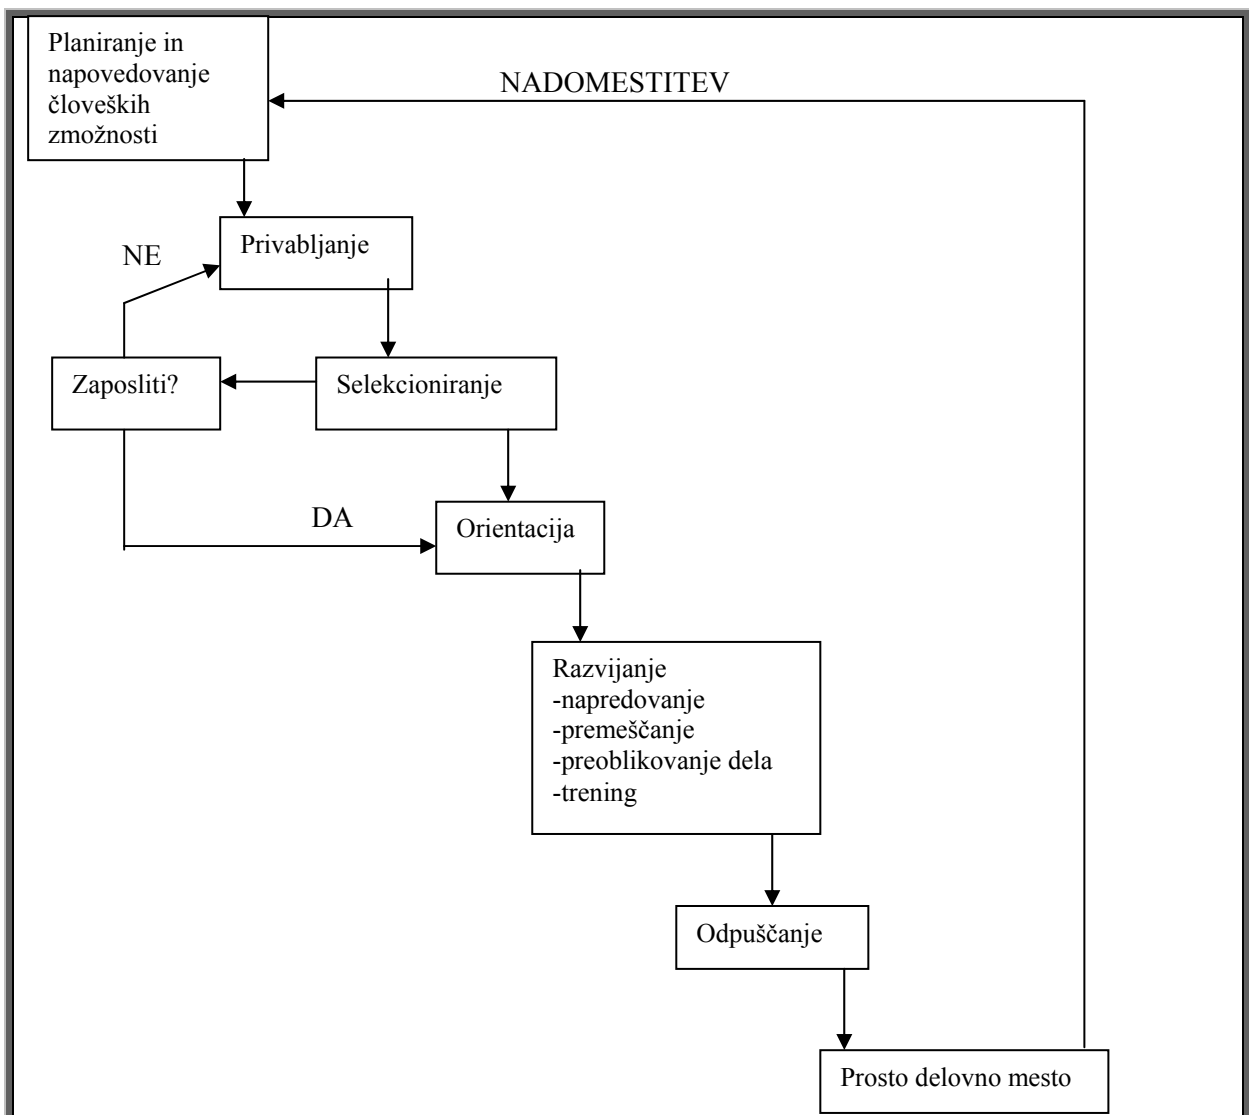 Planiranje in
napovedovanje
človeških
zmožnosti
NADOMESTITEV
Privabljanje
NE
Zaposliti?
Selekcioniranje
DA
Orientacija
Razvijanje
-napredovanje
-premeščanje
-preoblikovanje dela
-trening
Odpuščanje
Prosto delovno mesto